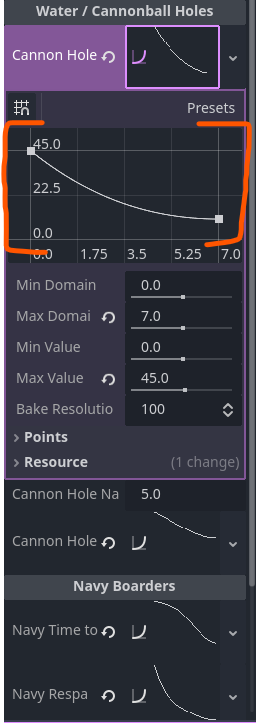 Water / Cannonball Holes
Cannon Hole
Presets
45.0
22.5
0.0
0.0 1.75 3.5 5.25 7.0
Min Domain 0.0
Max Domai 7.0
Min Value 0.0
Max Value 45.0
Bake Resolutio 100
Points
Resource (1 change)
Cannon Hole Na 5.0
Cannon Hole
Navy Boarders
Navy Time to
Navy Respa